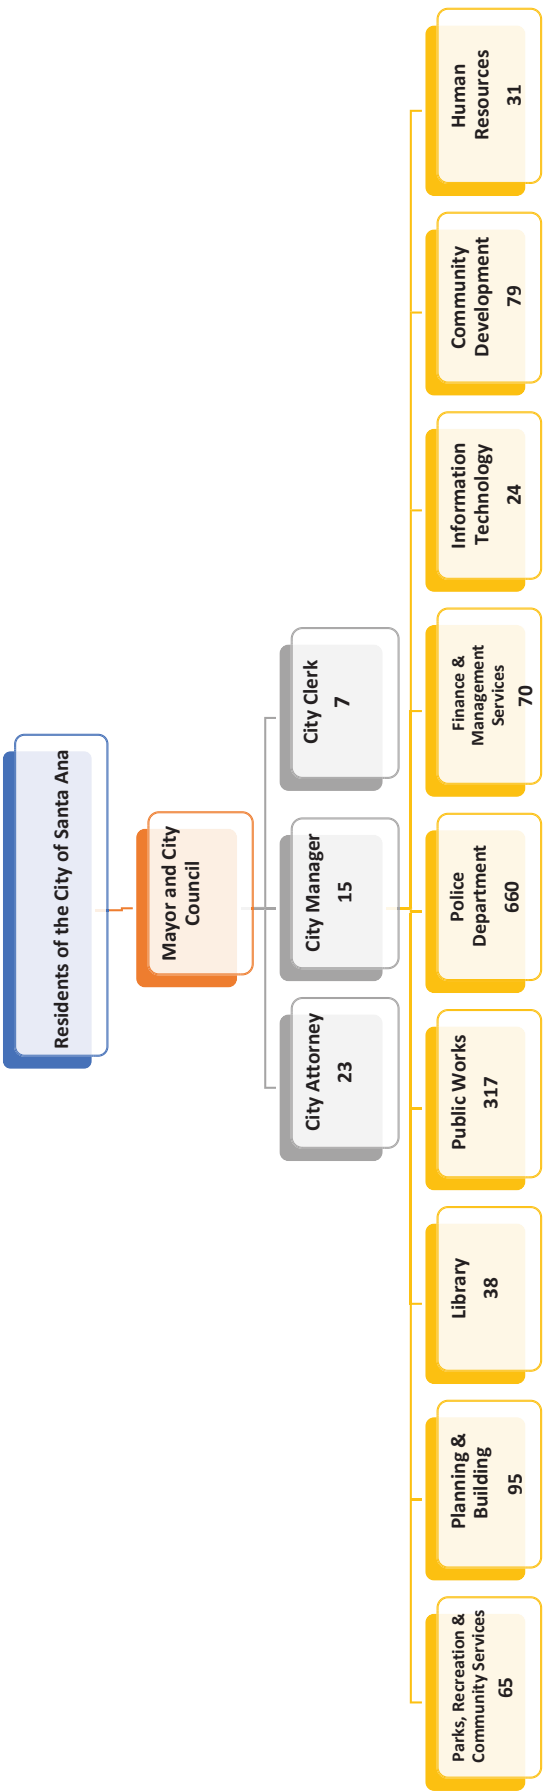 Residents of the City of Santa Ana
Mayor and City
Council
City Attorney
23
City Manager
15
City Clerk
7
Parks, Recreation &
Community Services
65
Planning &
Building
95
Library
38
Public Works
317
Police
Department
660
Finance &
Management
Services
70
Information
Technology
24
Community
Development
79
Human
Resources
31